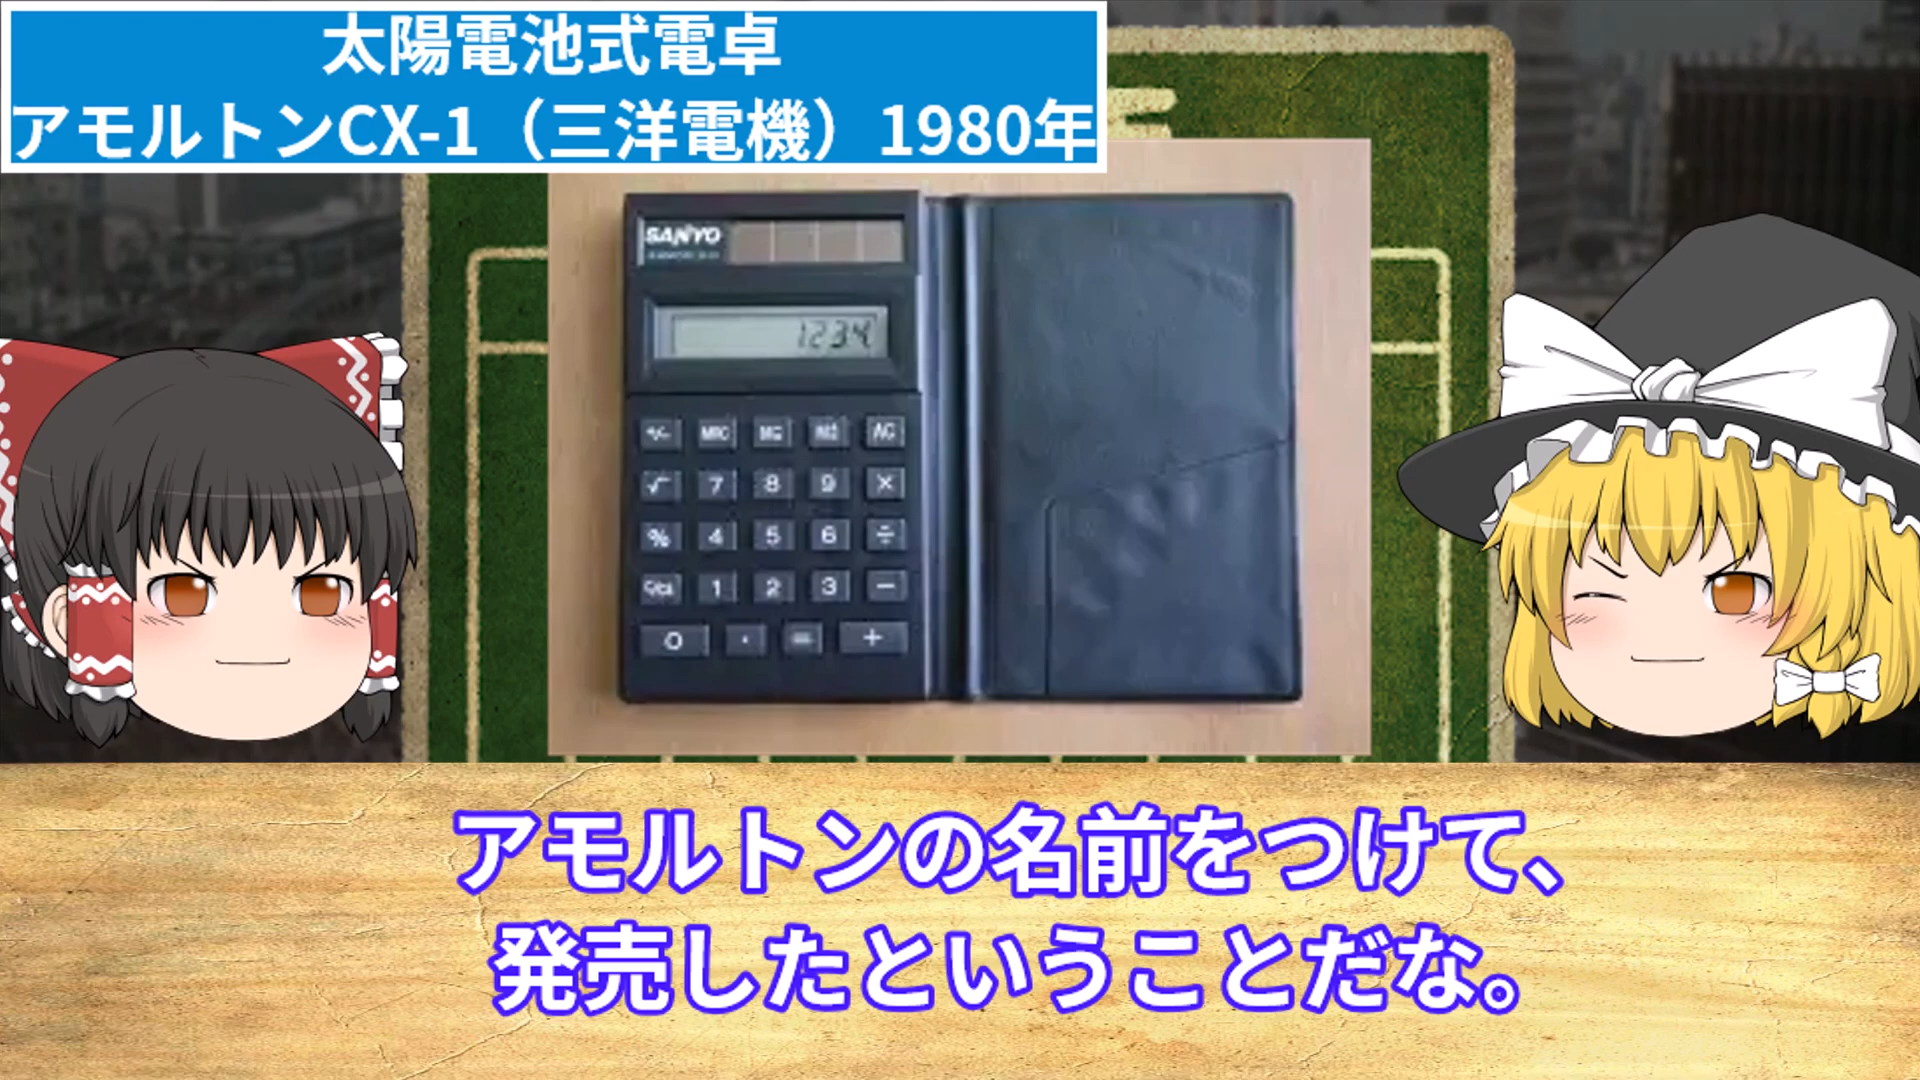 太陽電池式電卓
アモルトンCX-1（三洋電機）1980年
SANYO
1234
+/- MRC M- M± AC
√ 7 8 9 ×
% 4 5 6 ÷
1 2 3 -
0 . = +
アモルトンの名前をつけて、
発売したということだな。